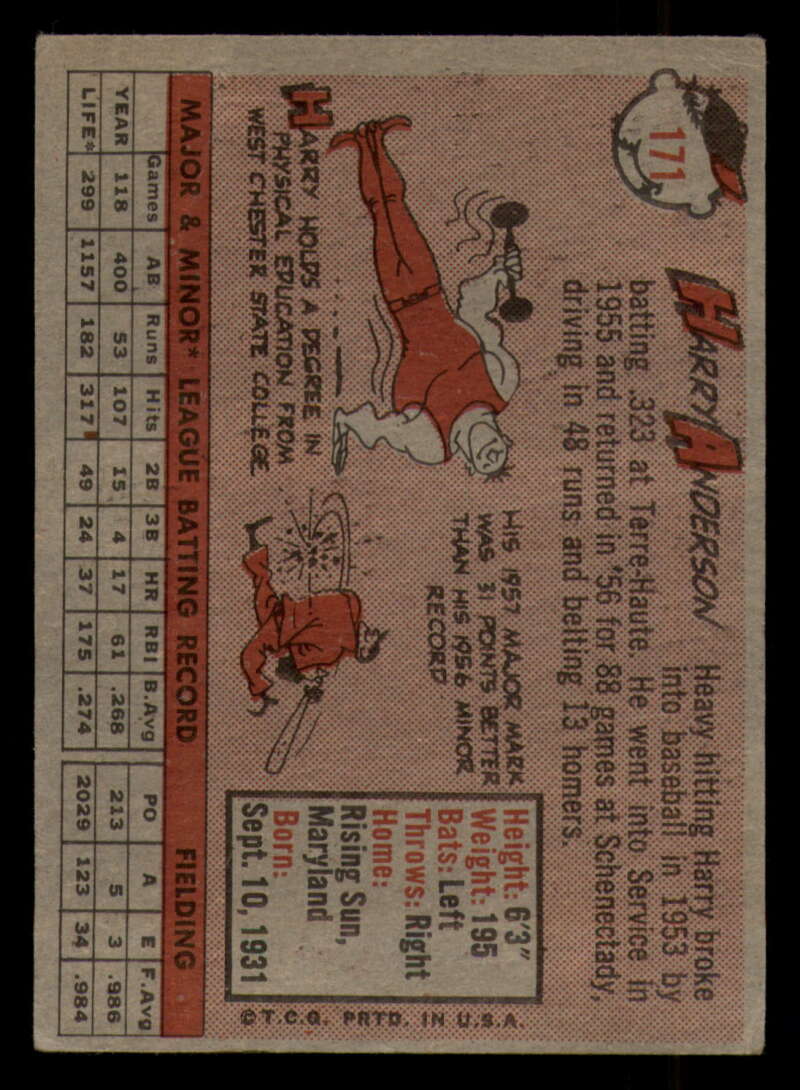 171
HARRY ANDERSON
Heavy hitting Harry broke
into baseball in 1953 by
batting .323 at Terre-Haute. He went into Service in
1955 and returned in '56 for 88 games at Schenectady,
driving in 48 runs and belting 13 homers.
HARRY HOLDS A DEGREE IN
PHYSICAL EDUCATION FROM
WEST CHESTER STATE COLLEGE
HIS 1957 MAJOR MARK
WAS 31 POINTS BETTER
THAN HIS 1956 MINOR
RECORD
Height: 6'3"
Weight: 195
Bats: Left
Throws: Right
Home:
Rising Sun,
Maryland
Born:
Sept. 10, 1931
© T.C.G. PRTD. IN U.S.A.
MAJOR & MINOR* LEAGUE BATTING RECORD FIELDING
Games AB Runs Hits 2B 3B HR RBI B.Avg PO A E F.Avg
YEAR 118 400 53 107 15 4 17 61 .268 213 5 3 .986
LIFE* 299 1157 182 317 49 24 37 175 .274 2029 123 34 .984